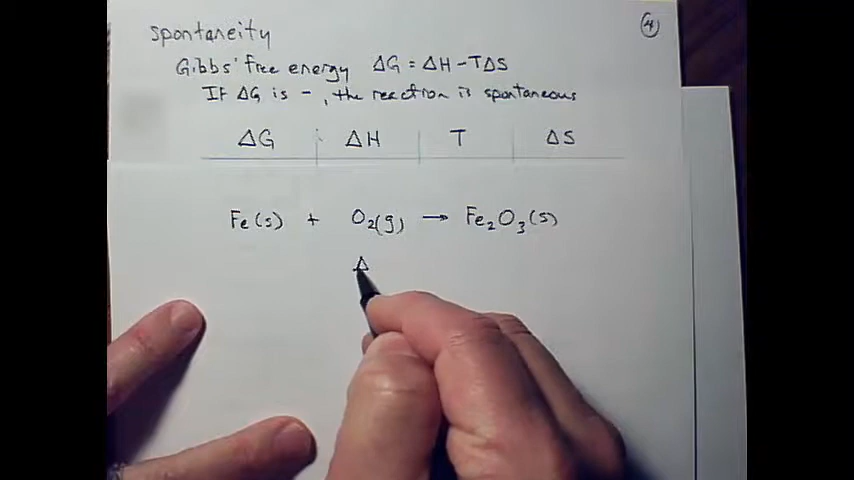 ④
spontaneity
Gibbs' free energy ΔG = ΔH - TΔS
If ΔG is - , the reaction is spontaneous
ΔG ΔH T ΔS
Fe(s) + O₂(g) → Fe₂O₃(s)
Δ